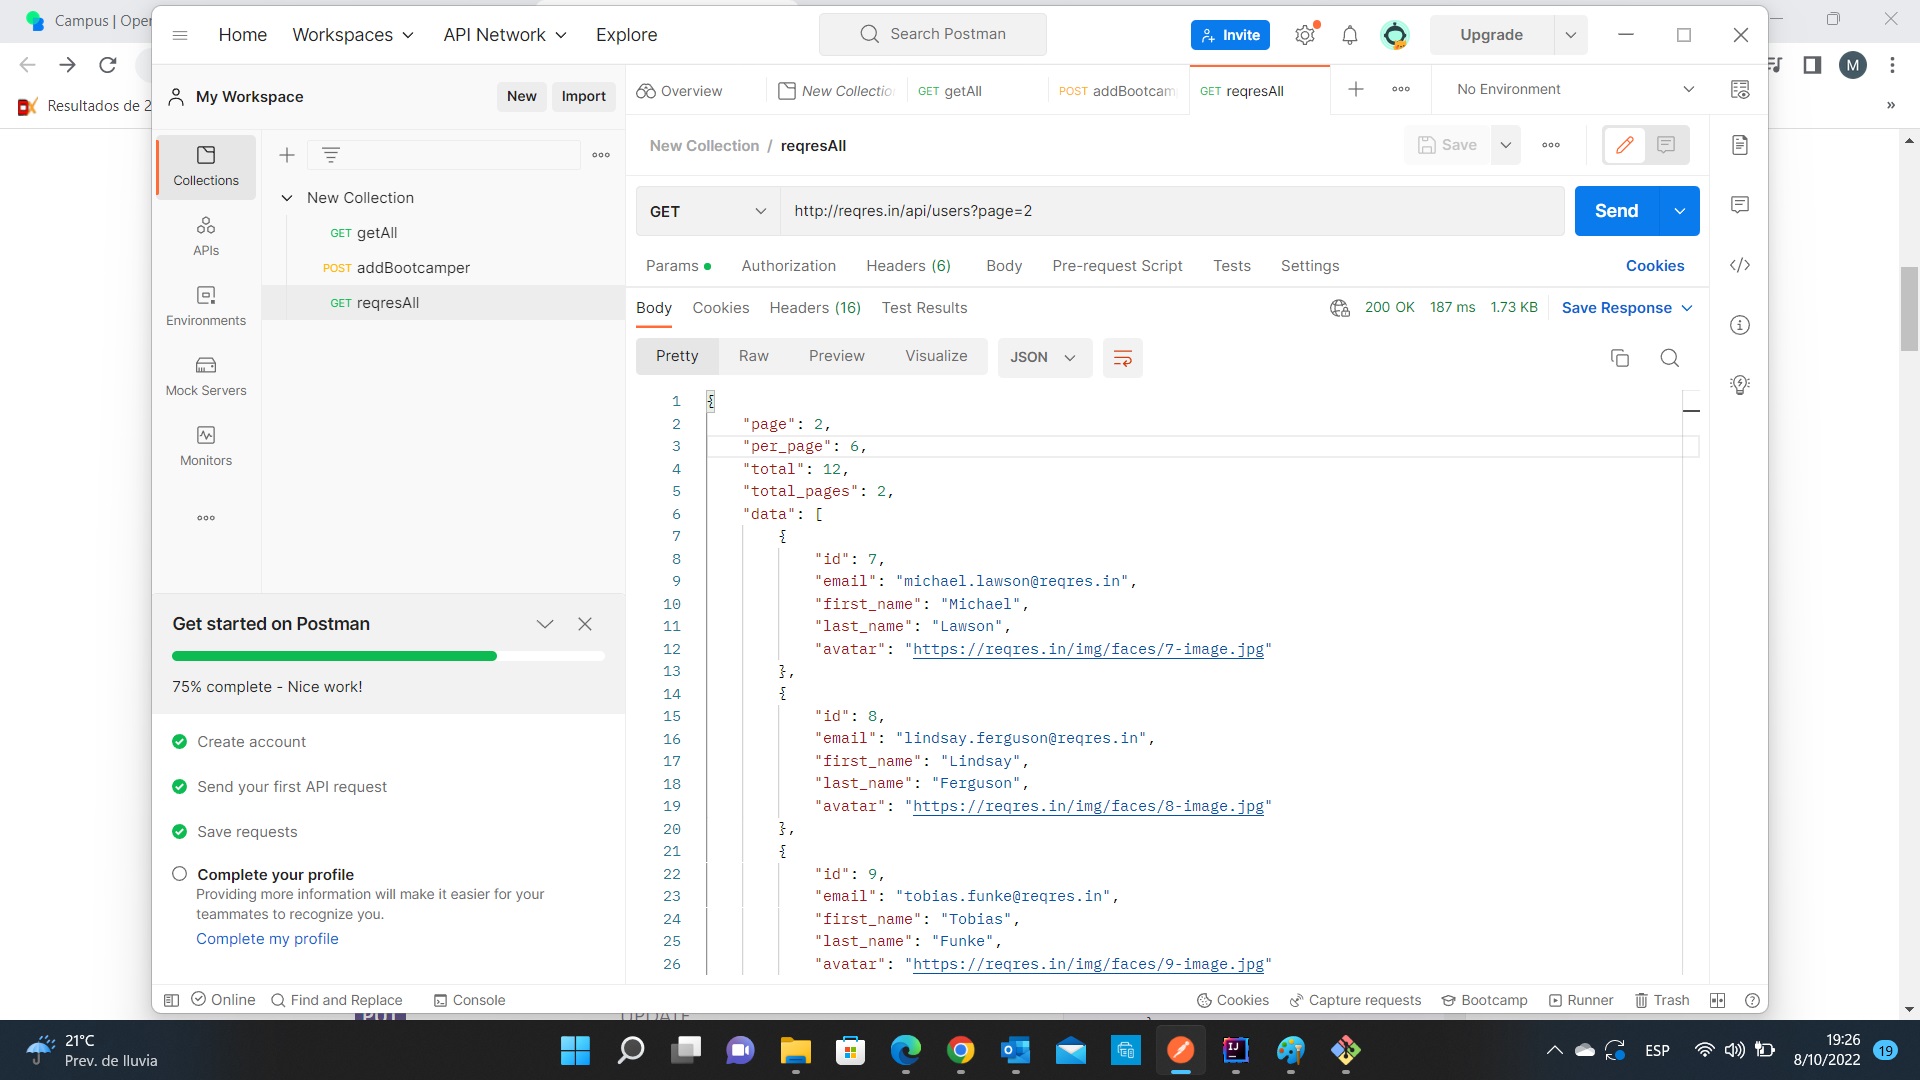 Campus | Oper
Resultados de 2
M
Home Workspaces API Network Explore
Search Postman
Invite
Upgrade
My Workspace
New Import
Overview
New Collectio
GET getAll
POST addBootcam
GET reqresAll
No Environment
New Collection / reqresAll
Save
Collections
APIs
Environments
Mock Servers
Monitors
New Collection
GET getAll
POST addBootcamper
GET reqresAll
GET http://reqres.in/api/users?page=2
Send
Params Authorization Headers (6) Body Pre-request Script Tests Settings Cookies
Body Cookies Headers (16) Test Results 200 OK 187 ms 1.73 KB Save Response
Pretty Raw Preview Visualize JSON
1 {
2 "page": 2,
3 "per_page": 6,
4 "total": 12,
5 "total_pages": 2,
6 "data": [
7 {
8 "id": 7,
9 "email": "michael.lawson@reqres.in",
10 "first_name": "Michael",
11 "last_name": "Lawson",
12 "avatar": "https://reqres.in/img/faces/7-image.jpg"
13 },
14 {
15 "id": 8,
16 "email": "lindsay.ferguson@reqres.in",
17 "first_name": "Lindsay",
18 "last_name": "Ferguson",
19 "avatar": "https://reqres.in/img/faces/8-image.jpg"
20 },
21 {
22 "id": 9,
23 "email": "tobias.funke@reqres.in",
24 "first_name": "Tobias",
25 "last_name": "Funke",
26 "avatar": "https://reqres.in/img/faces/9-image.jpg"
Get started on Postman
75% complete - Nice work!
Create account
Send your first API request
Save requests
Complete your profile
Providing more information will make it easier for your
teammates to recognize you.
Complete my profile
Online Find and Replace Console
Cookies Capture requests Bootcamp Runner Trash
21°C
Prev. de lluvia
ESP
19:26
8/10/2022
19